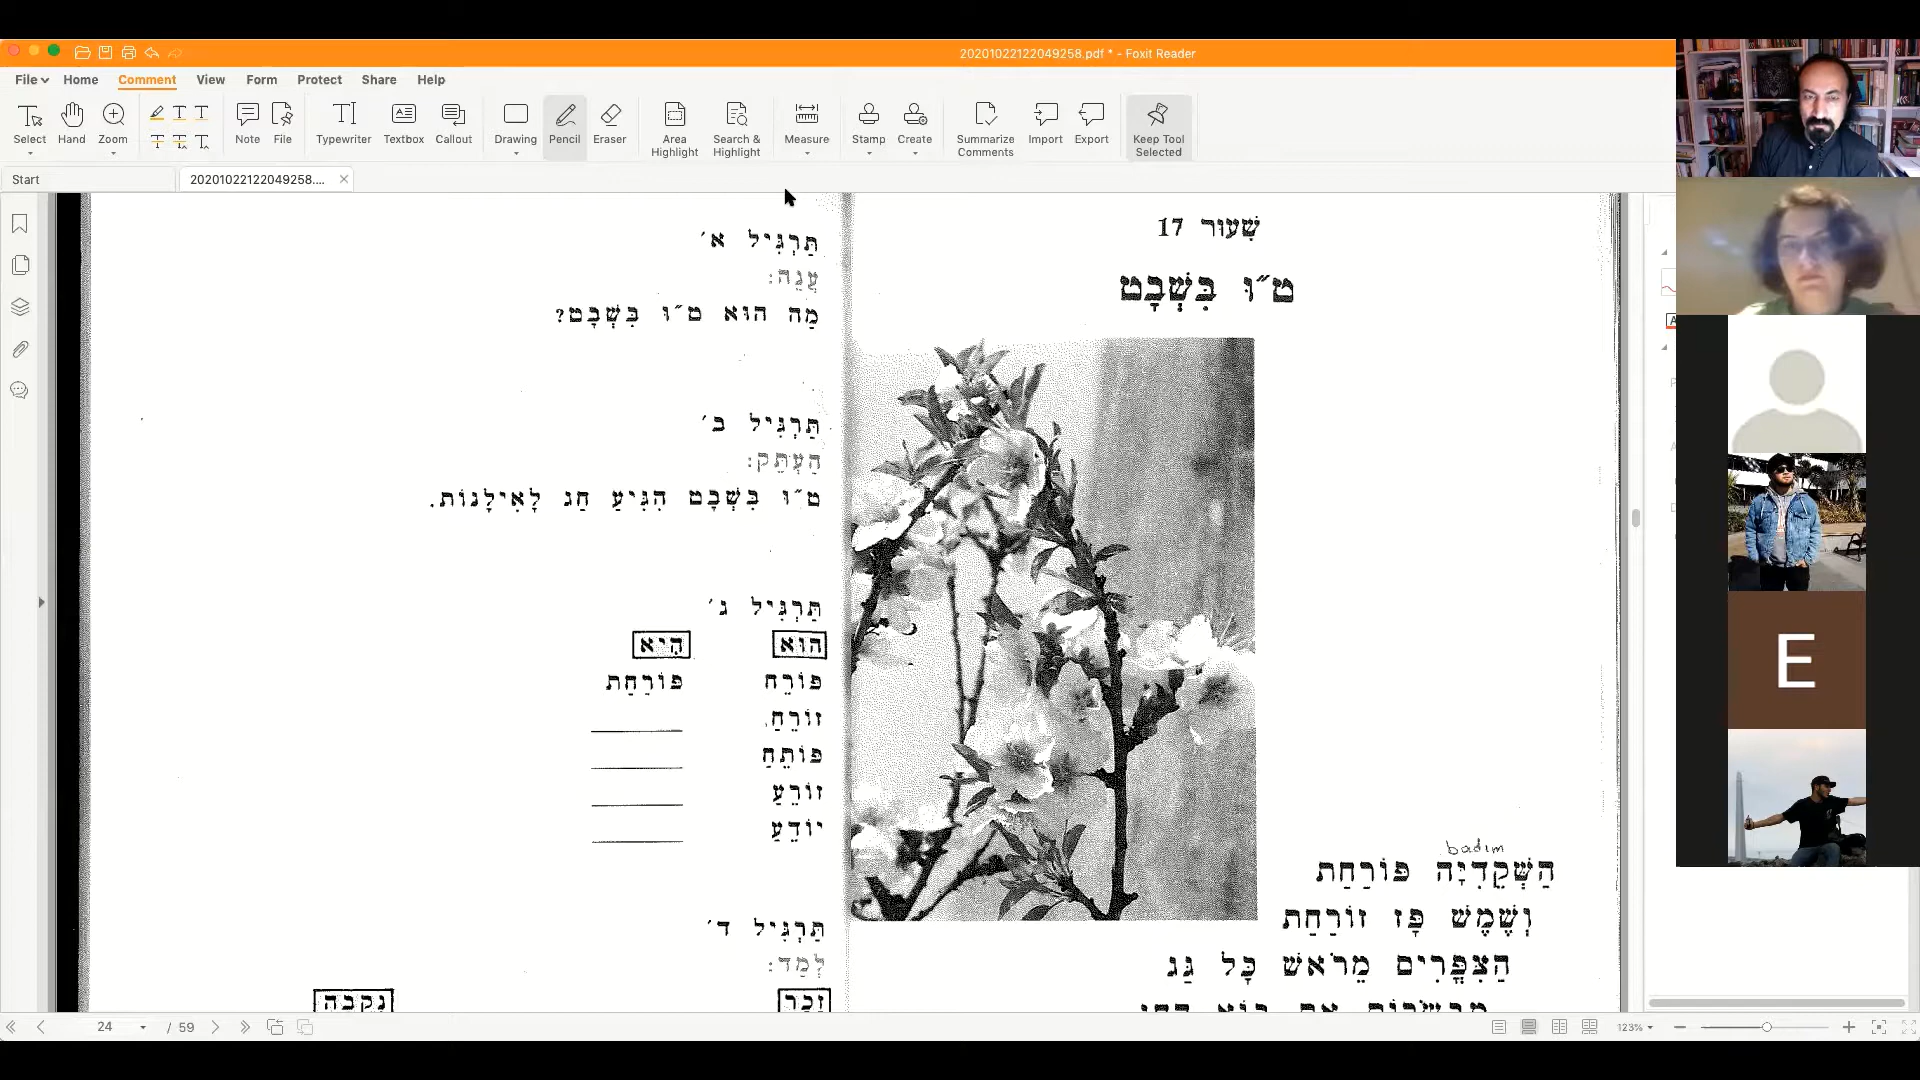 20201022122049258.pdf * - Foxit Reader
File Home Comment View Form Protect Share Help
Select Hand Zoom Note File Typewriter Textbox Callout Drawing Pencil Eraser Area Highlight Search & Highlight Measure Stamp Create Summarize Comments Import Export Keep Tool Selected
Start 20201022122049258....
שִׁעוּר 17
ט״וּ בִּשְׁבָט
badım
הַשְּׁקֵדִיָּה פּוֹרַחַת
וְשֶׁמֶשׁ פָּז זוֹרַחַת
הַצִּפֳּרִים מֵרֹאשׁ כָּל גַּג
תַּרְגִּיל א׳
עֲנֵה:
מַה הוּא ט״וּ בִּשְׁבָט?
תַּרְגִּיל ב׳
הַעְתֵּק:
ט״וּ בִּשְׁבָט הִגִּיעַ חַג לָאִילָנוֹת.
תַּרְגִּיל ג׳
הוּא הִיא
פּוֹרֵחַ פּוֹרַחַת
זוֹרֵחַ
פּוֹתֵחַ
זוֹרֵעַ
יוֹדֵעַ
תַּרְגִּיל ד׳
לְמַד:
זָכָר נְקֵבָה
E
24 / 59 123%